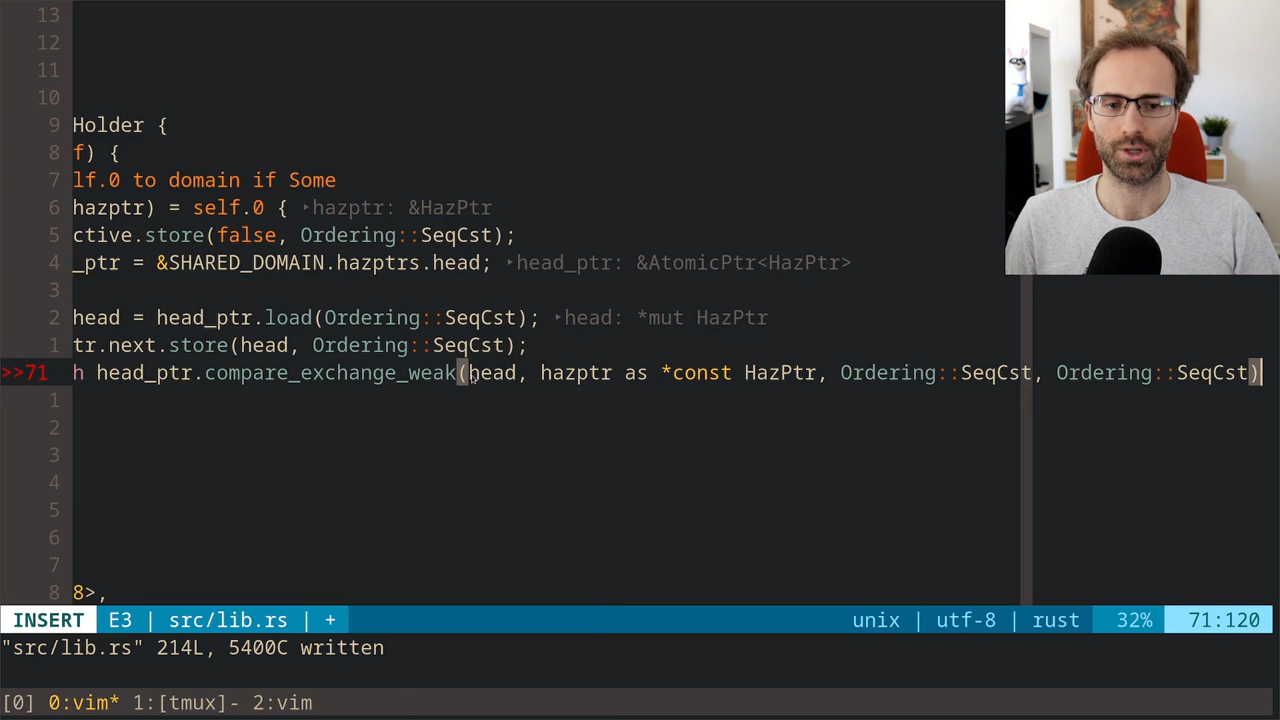 13
12
11
10
9 Holder {
8 f) {
7 lf.0 to domain if Some
6 hazptr) = self.0 { ‣hazptr: &HazPtr
5 ctive.store(false, Ordering::SeqCst);
4 _ptr = &SHARED_DOMAIN.hazptrs.head; ‣head_ptr: &AtomicPtr<HazPtr>
3
2 head = head_ptr.load(Ordering::SeqCst); ‣head: *mut HazPtr
1 tr.next.store(head, Ordering::SeqCst);
>>71 h head_ptr.compare_exchange_weak(head, hazptr as *const HazPtr, Ordering::SeqCst, Ordering::SeqCst)
1
2
3
4
5
6
7
8 8>,
INSERT E3 | src/lib.rs | + unix | utf-8 | rust 32% 71:120
"src/lib.rs" 214L, 5400C written
[0] 0:vim* 1:[tmux]- 2:vim